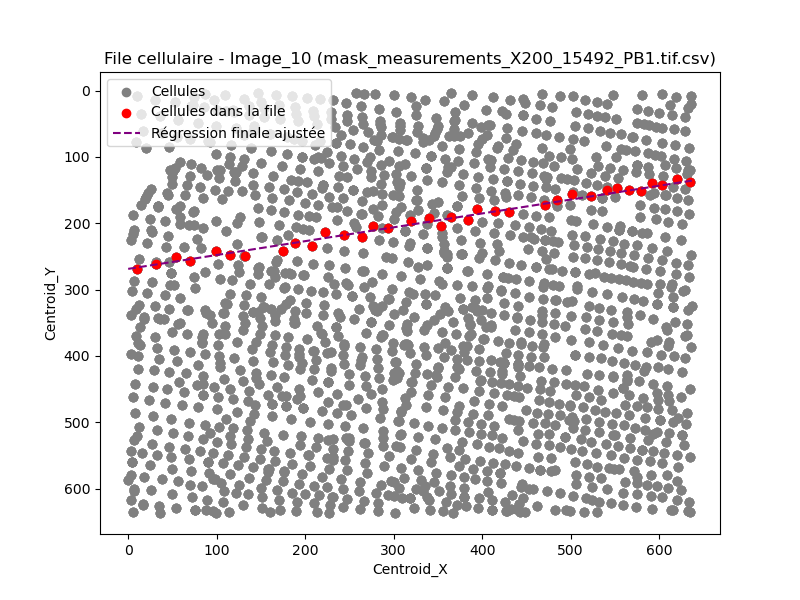 File cellulaire - Image_10 (mask_measurements_X200_15492_PB1.tif.csv)
Cellules
Cellules dans la file
Régression finale ajustée
0
100
200
300
400
500
600
Centroid_Y
0 100 200 300 400 500 600
Centroid_X